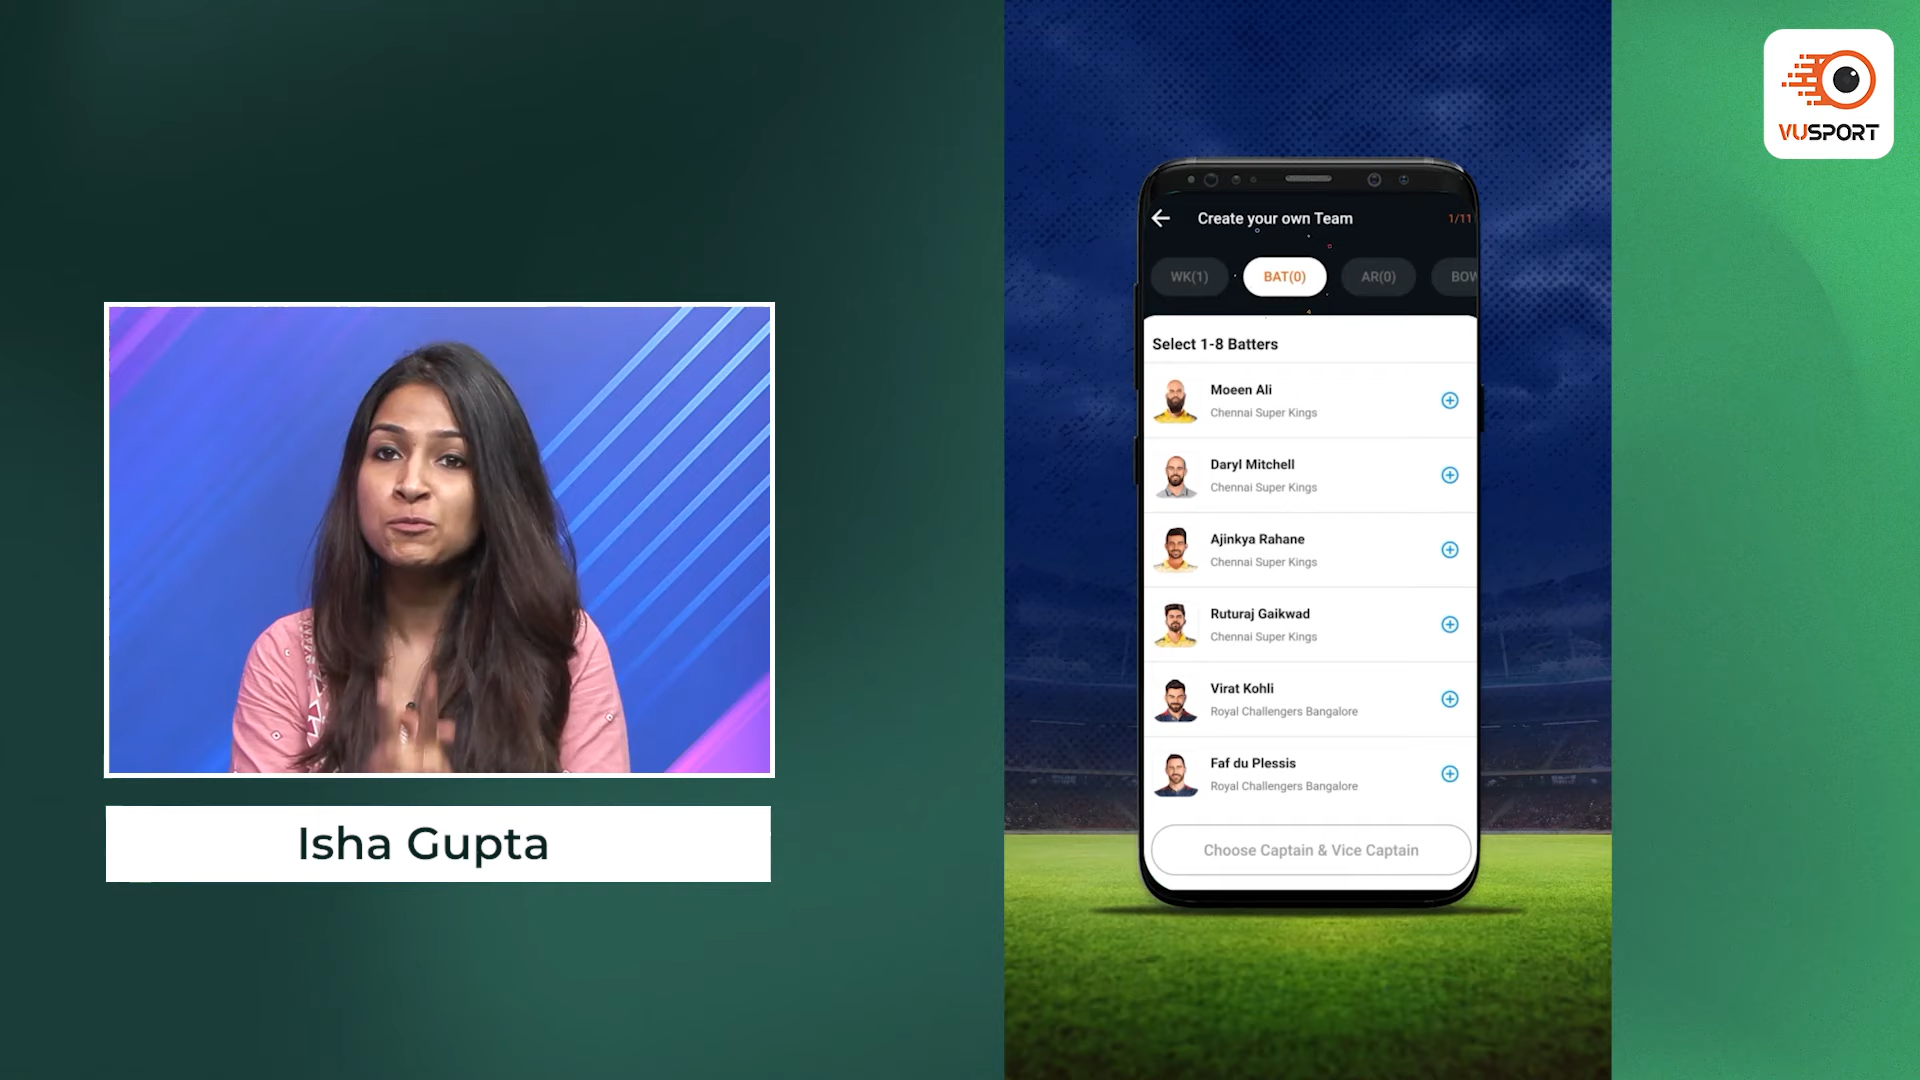 VUSPORT
Create your own Team
1/11
WK(1)
BAT(0)
AR(0)
BOW
Select 1-8 Batters
Moeen Ali
Chennai Super Kings
Daryl Mitchell
Chennai Super Kings
Ajinkya Rahane
Chennai Super Kings
Ruturaj Gaikwad
Chennai Super Kings
Virat Kohli
Royal Challengers Bangalore
Faf du Plessis
Royal Challengers Bangalore
Choose Captain & Vice Captain
Isha Gupta